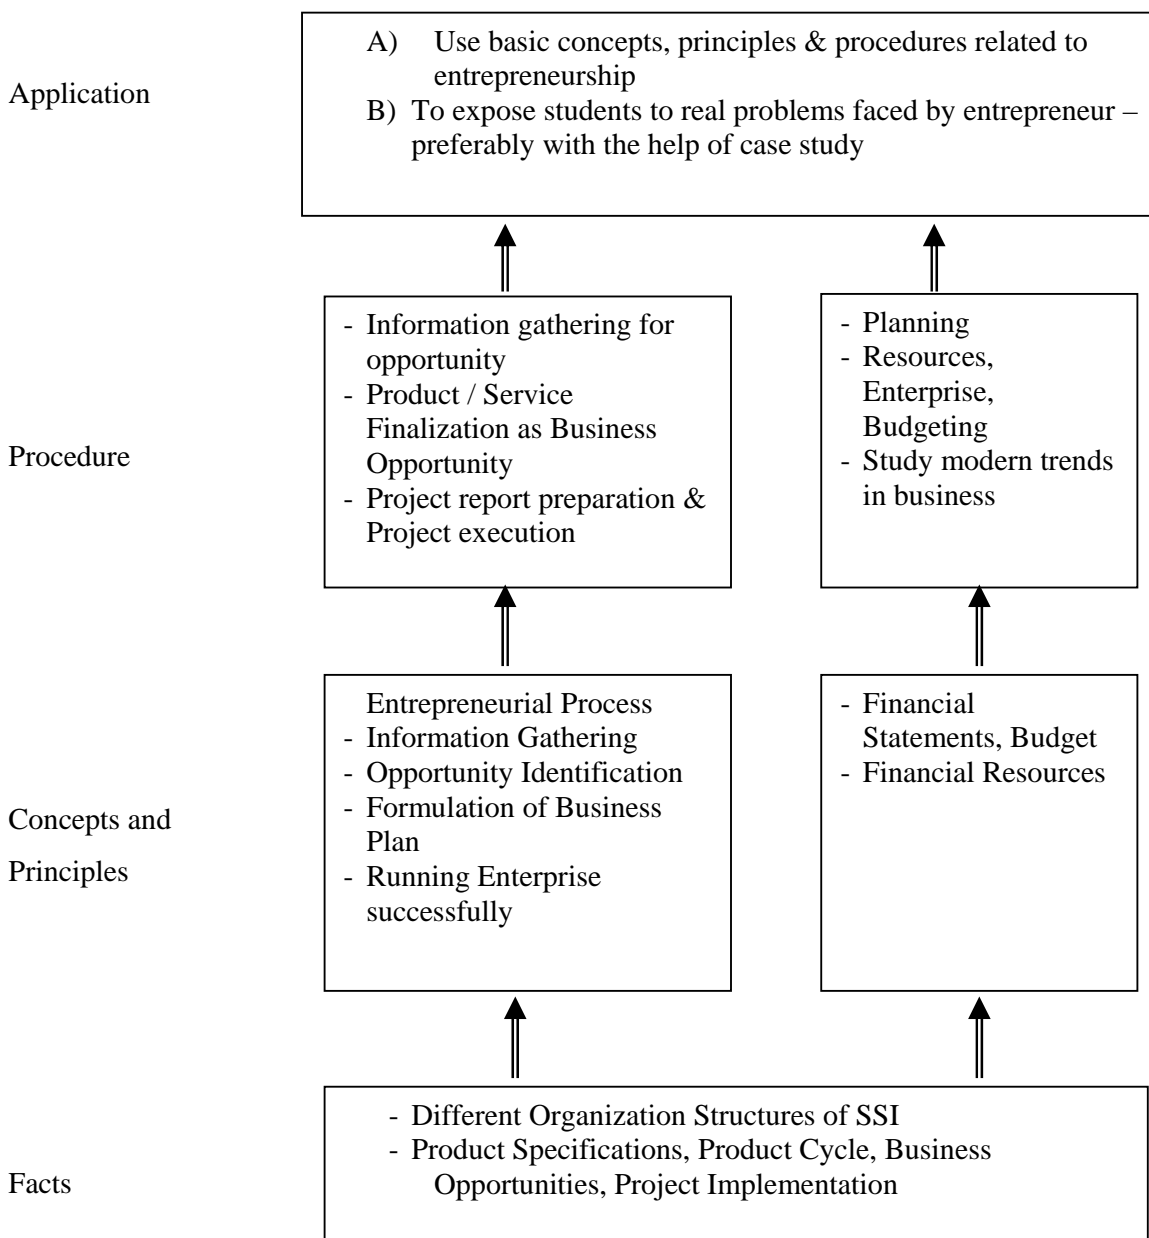 Application
A) Use basic concepts, principles & procedures related to
entrepreneurship
B) To expose students to real problems faced by entrepreneur –
preferably with the help of case study
Procedure
- Information gathering for
opportunity
- Product / Service
Finalization as Business
Opportunity
- Project report preparation &
Project execution
- Planning
- Resources,
Enterprise,
Budgeting
- Study modern trends
in business
Concepts and
Principles
Entrepreneurial Process
- Information Gathering
- Opportunity Identification
- Formulation of Business
Plan
- Running Enterprise
successfully
- Financial
Statements, Budget
- Financial Resources
Facts
- Different Organization Structures of SSI
- Product Specifications, Product Cycle, Business
Opportunities, Project Implementation